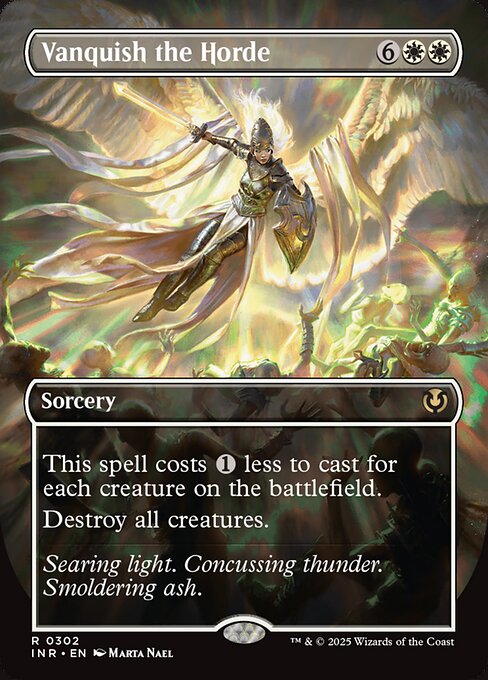 Vanquish the Horde 6
Sorcery
This spell costs 1 less to cast for
each creature on the battlefield.
Destroy all creatures.
Searing light. Concussing thunder.
Smoldering ash.
R 0302
INR • EN MARTA NAEL
™ & © 2025 Wizards of the Coast